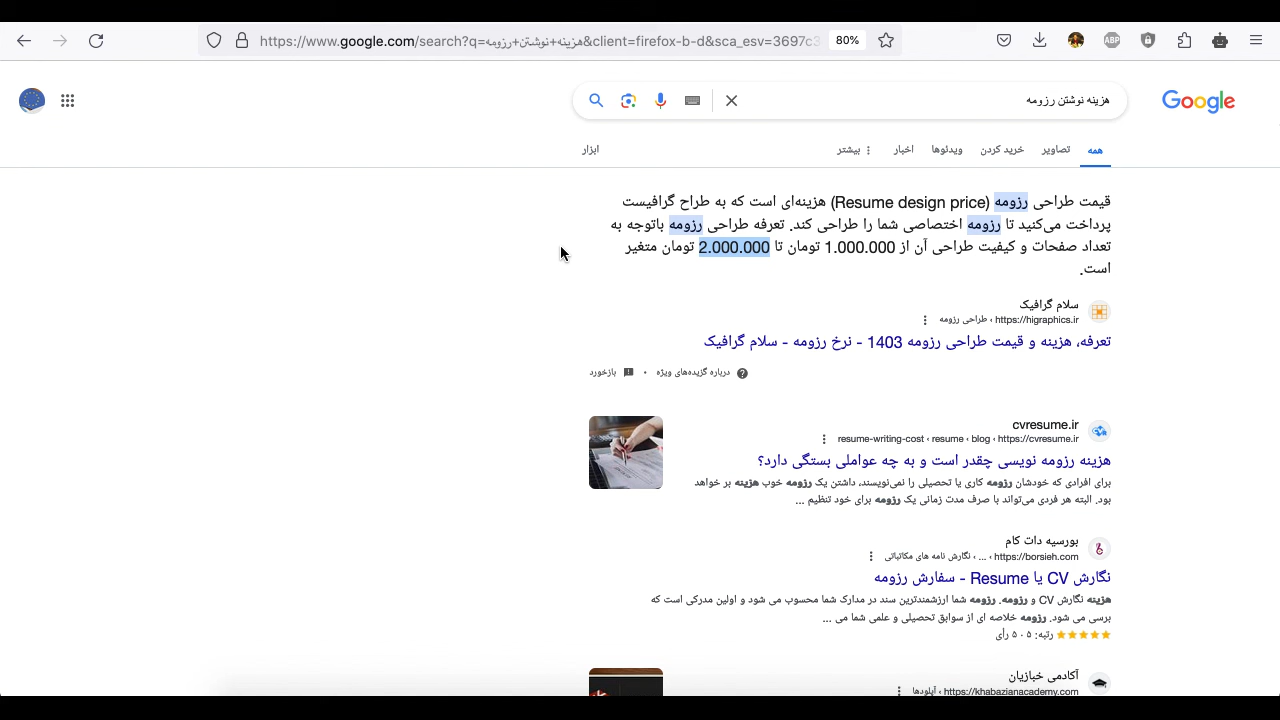 https://www.google.com/search?q=هزینه+نوشتن+رزومه&client=firefox-b-d&sca_esv=3697c3
80%
ABP
Google
هزینه نوشتن رزومه
همه
تصاویر
خرید کردن
ویدئوها
اخبار
بیشتر
ابزار
قیمت طراحی رزومه (Resume design price) هزینه‌ای است که به طراح گرافیست
پرداخت می‌کنید تا رزومه اختصاصی شما را طراحی کند. تعرفه طراحی رزومه باتوجه به
تعداد صفحات و کیفیت طراحی آن از 1.000.000 تومان تا 2.000.000 تومان متغیر
است.
سلام گرافیک
https://higraphics.ir › طراحی رزومه
تعرفه، هزینه و قیمت طراحی رزومه 1403 - نرخ رزومه - سلام گرافیک
درباره گزیده‌های ویژه • بازخورد
cvresume.ir
https://cvresume.ir › blog › resume › resume-writing-cost
هزینه رزومه نویسی چقدر است و به چه عواملی بستگی دارد؟
برای افرادی که خودشان رزومه کاری یا تحصیلی را نمی‌نویسند، داشتن یک رزومه خوب هزینه بر خواهد
بود. البته هر فردی می‌تواند با صرف مدت زمانی یک رزومه برای خود تنظیم ...
بورسیه دات کام
https://borsieh.com › ... › نگارش نامه های مکاتباتی
نگارش CV یا Resume - سفارش رزومه
هزینه نگارش CV و رزومه. رزومه شما ارزشمندترین سند در مدارک شما محسوب می شود و اولین مدرکی است که
برسی می شود. رزومه خلاصه ای از سوابق تحصیلی و علمی شما می ...
رتبه: ۵ · ۵ رأی
آکادمی خبازیان
https://khabazianacademy.com › آپلودها